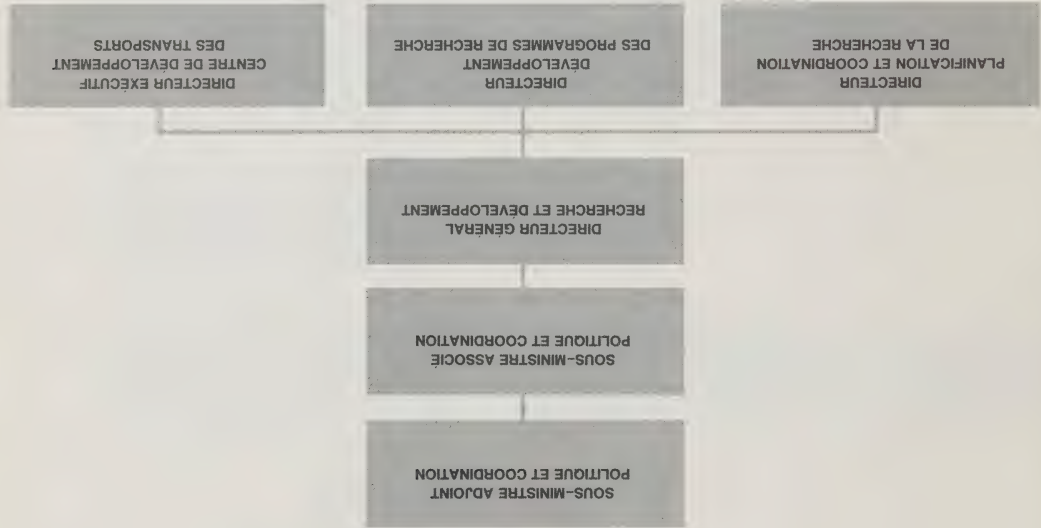 SOUS-MINISTRE ADJOINT
POLITIQUE ET COORDINATION
SOUS-MINISTRE ASSOCIÉ
POLITIQUE ET COORDINATION
DIRECTEUR GÉNÉRAL
RECHERCHE ET DÉVELOPPEMENT
DIRECTEUR
PLANIFICATION ET COORDINATION
DE LA RECHERCHE
DIRECTEUR
DÉVELOPPEMENT
DES PROGRAMMES DE RECHERCHE
DIRECTEUR EXÉCUTIF
CENTRE DE DÉVELOPPEMENT
DES TRANSPORTS